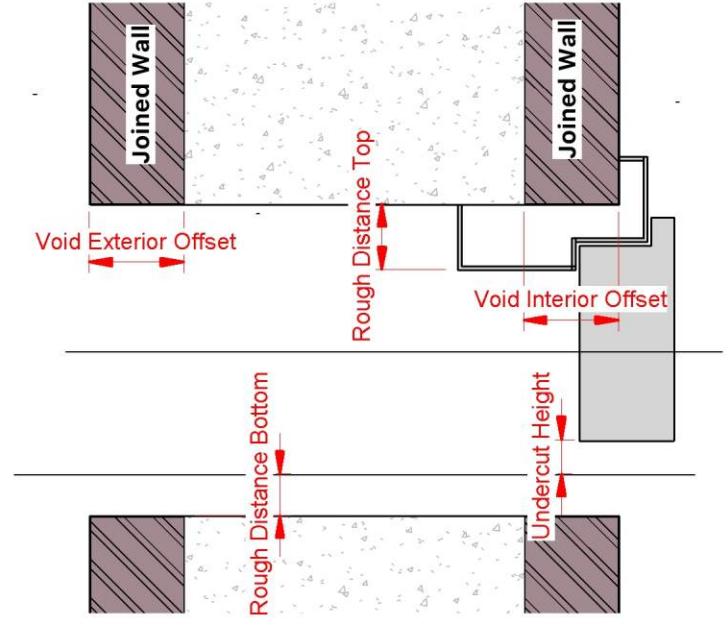 Joined Wall
Joined Wall
Void Exterior Offset
Rough Distance Top
Void Interior Offset
Rough Distance Bottom
Undercut Height